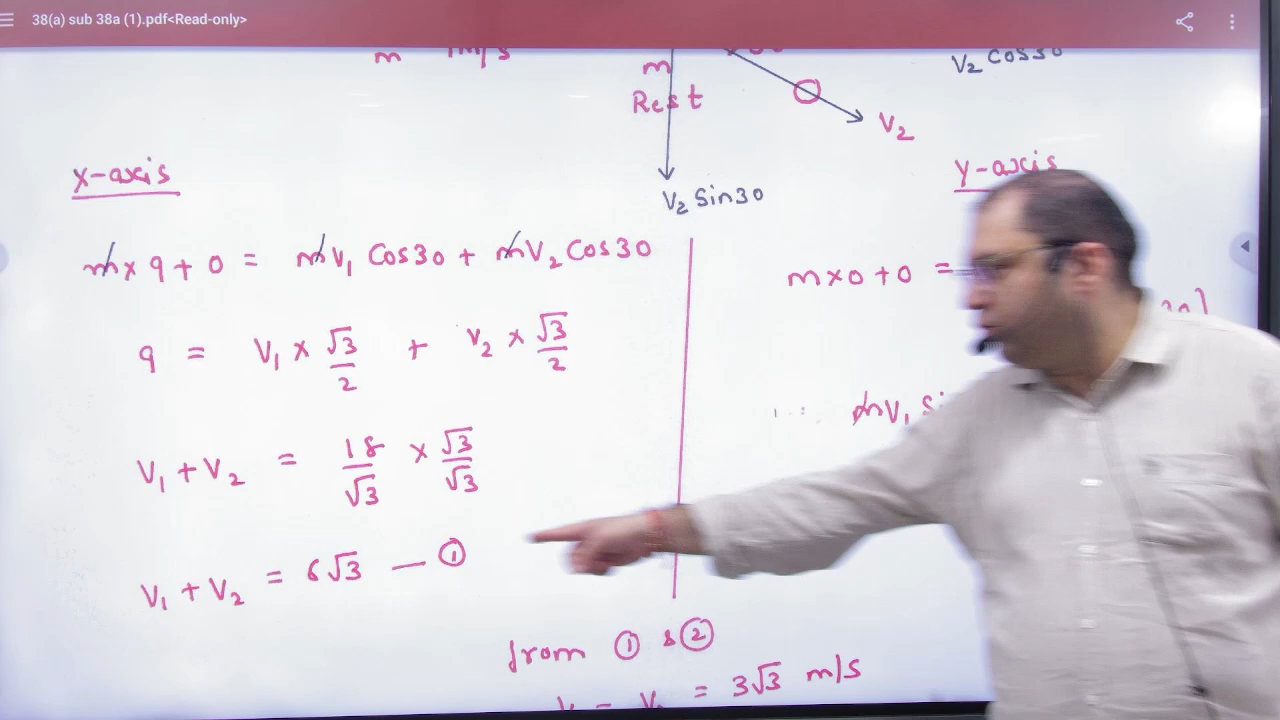 38(a) sub 38a (1).pdf<Read-only>
m
V₂ Cos30
m
Rest
V₂
x-axis
y-axis
V₂ Sin30
m × 9 + 0 = mV₁ Cos30 + mV₂ Cos30
m × 0 + 0 =
9 = V₁ × √3/2 + V₂ × √3/2
V₁ + V₂ = 18/√3 × √3/√3
mV₁ Si
V₁ + V₂ = 6√3 — ①
from ① & ②
= 3√3 m/s